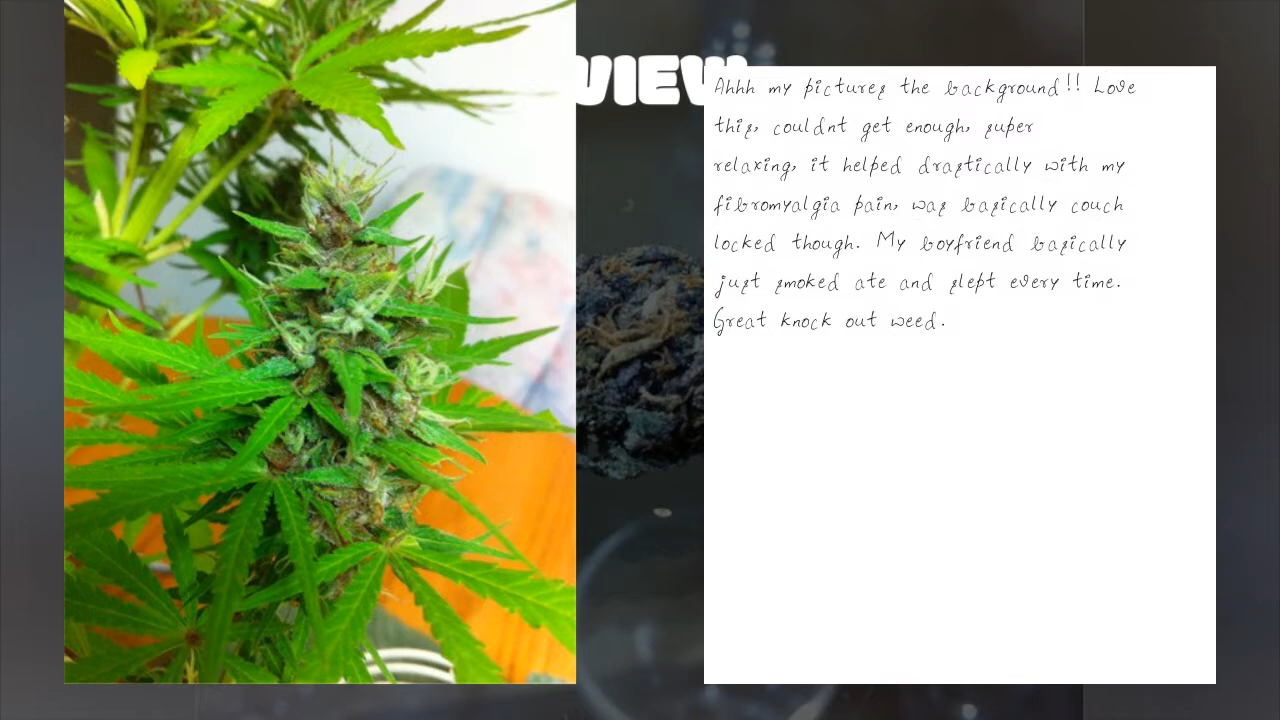 VIEW
Ahhh my pictures the background!! Love
this, couldnt get enough, super
relaxing, it helped drastically with my
fibromyalgia pain, was basically couch
locked though. My boyfriend basically
just smoked ate and slept every time.
Great knock out weed.